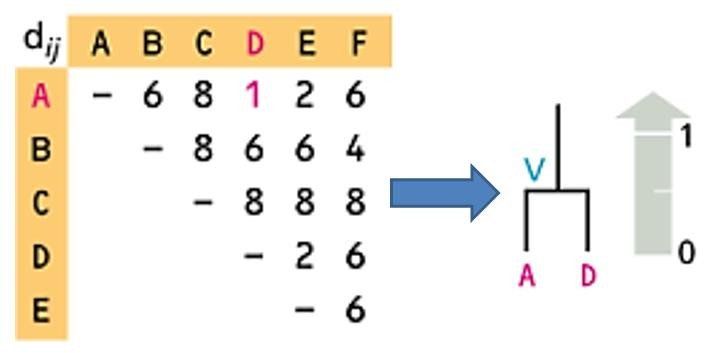 dij A B C D E F
A - 6 8 1 2 6
B - 8 6 6 4
C - 8 8 8
D - 2 6
E - 6
1
V
0
A D